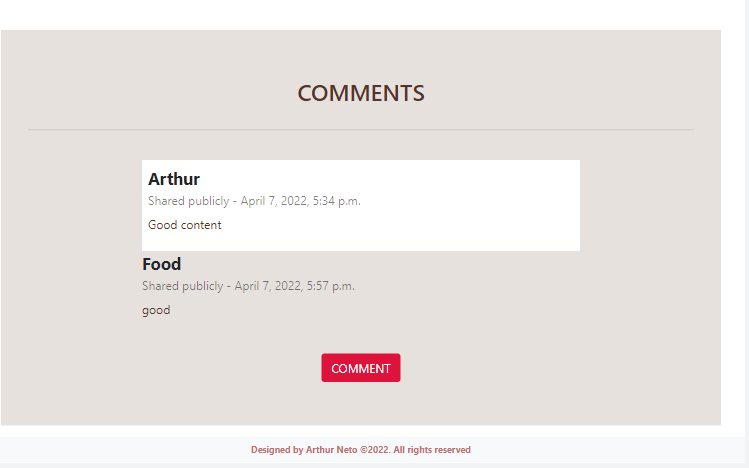 COMMENTS
Arthur
Shared publicly - April 7, 2022, 5:34 p.m.
Good content
Food
Shared publicly - April 7, 2022, 5:57 p.m.
good
COMMENT
Designed by Arthur Neto ©2022. All rights reserved